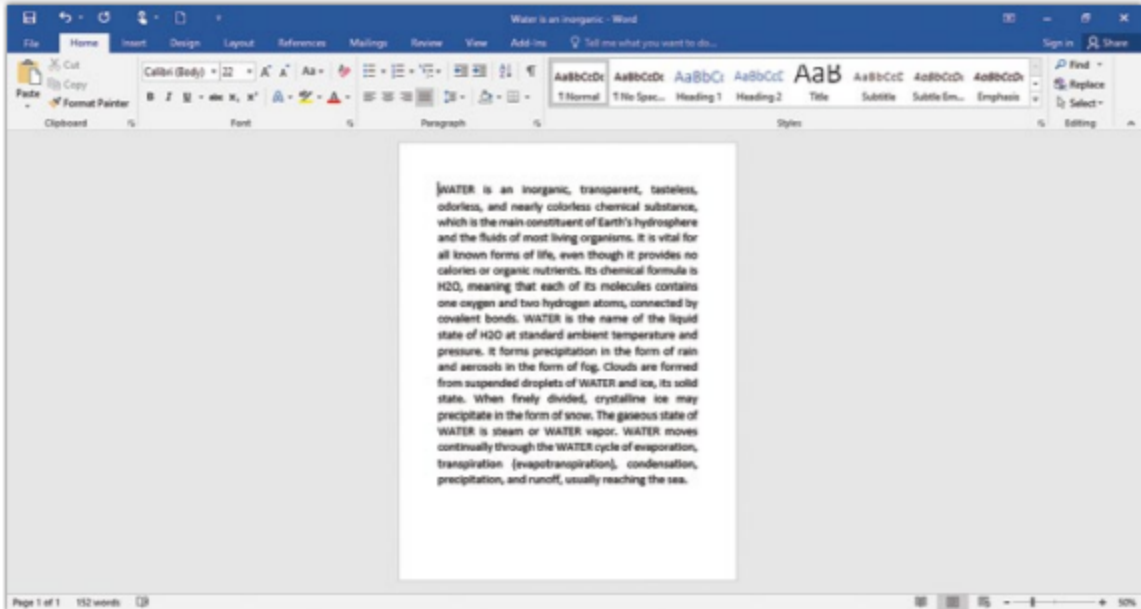 Water is an inorganic - Word
File Home Insert Design Layout References Mailings Review View Add-Ins Tell me what you want to do... Sign in Share
Cut
Copy
Paste
Format Painter
Calibri (Body) 22 Aa
B I U abc X, x²
AaBbCcDc AaBbCcDc AaBbCc AaBbCcC AaB AaBbCcC AaBbCcDc AaBbCcDc
¶ Normal ¶ No Spac... Heading 1 Heading 2 Title Subtitle Subtle Em... Emphasis
Find
Replace
Select
Clipboard Font Paragraph Styles Editing
WATER is an inorganic, transparent, tasteless,
odorless, and nearly colorless chemical substance,
which is the main constituent of Earth's hydrosphere
and the fluids of most living organisms. It is vital for
all known forms of life, even though it provides no
calories or organic nutrients. Its chemical formula is
H2O, meaning that each of its molecules contains
one oxygen and two hydrogen atoms, connected by
covalent bonds. WATER is the name of the liquid
state of H2O at standard ambient temperature and
pressure. It forms precipitation in the form of rain
and aerosols in the form of fog. Clouds are formed
from suspended droplets of WATER and ice, its solid
state. When finely divided, crystalline ice may
precipitate in the form of snow. The gaseous state of
WATER is steam or WATER vapor. WATER moves
continually through the WATER cycle of evaporation,
transpiration (evapotranspiration), condensation,
precipitation, and runoff, usually reaching the sea.
Page 1 of 1 152 words 50%